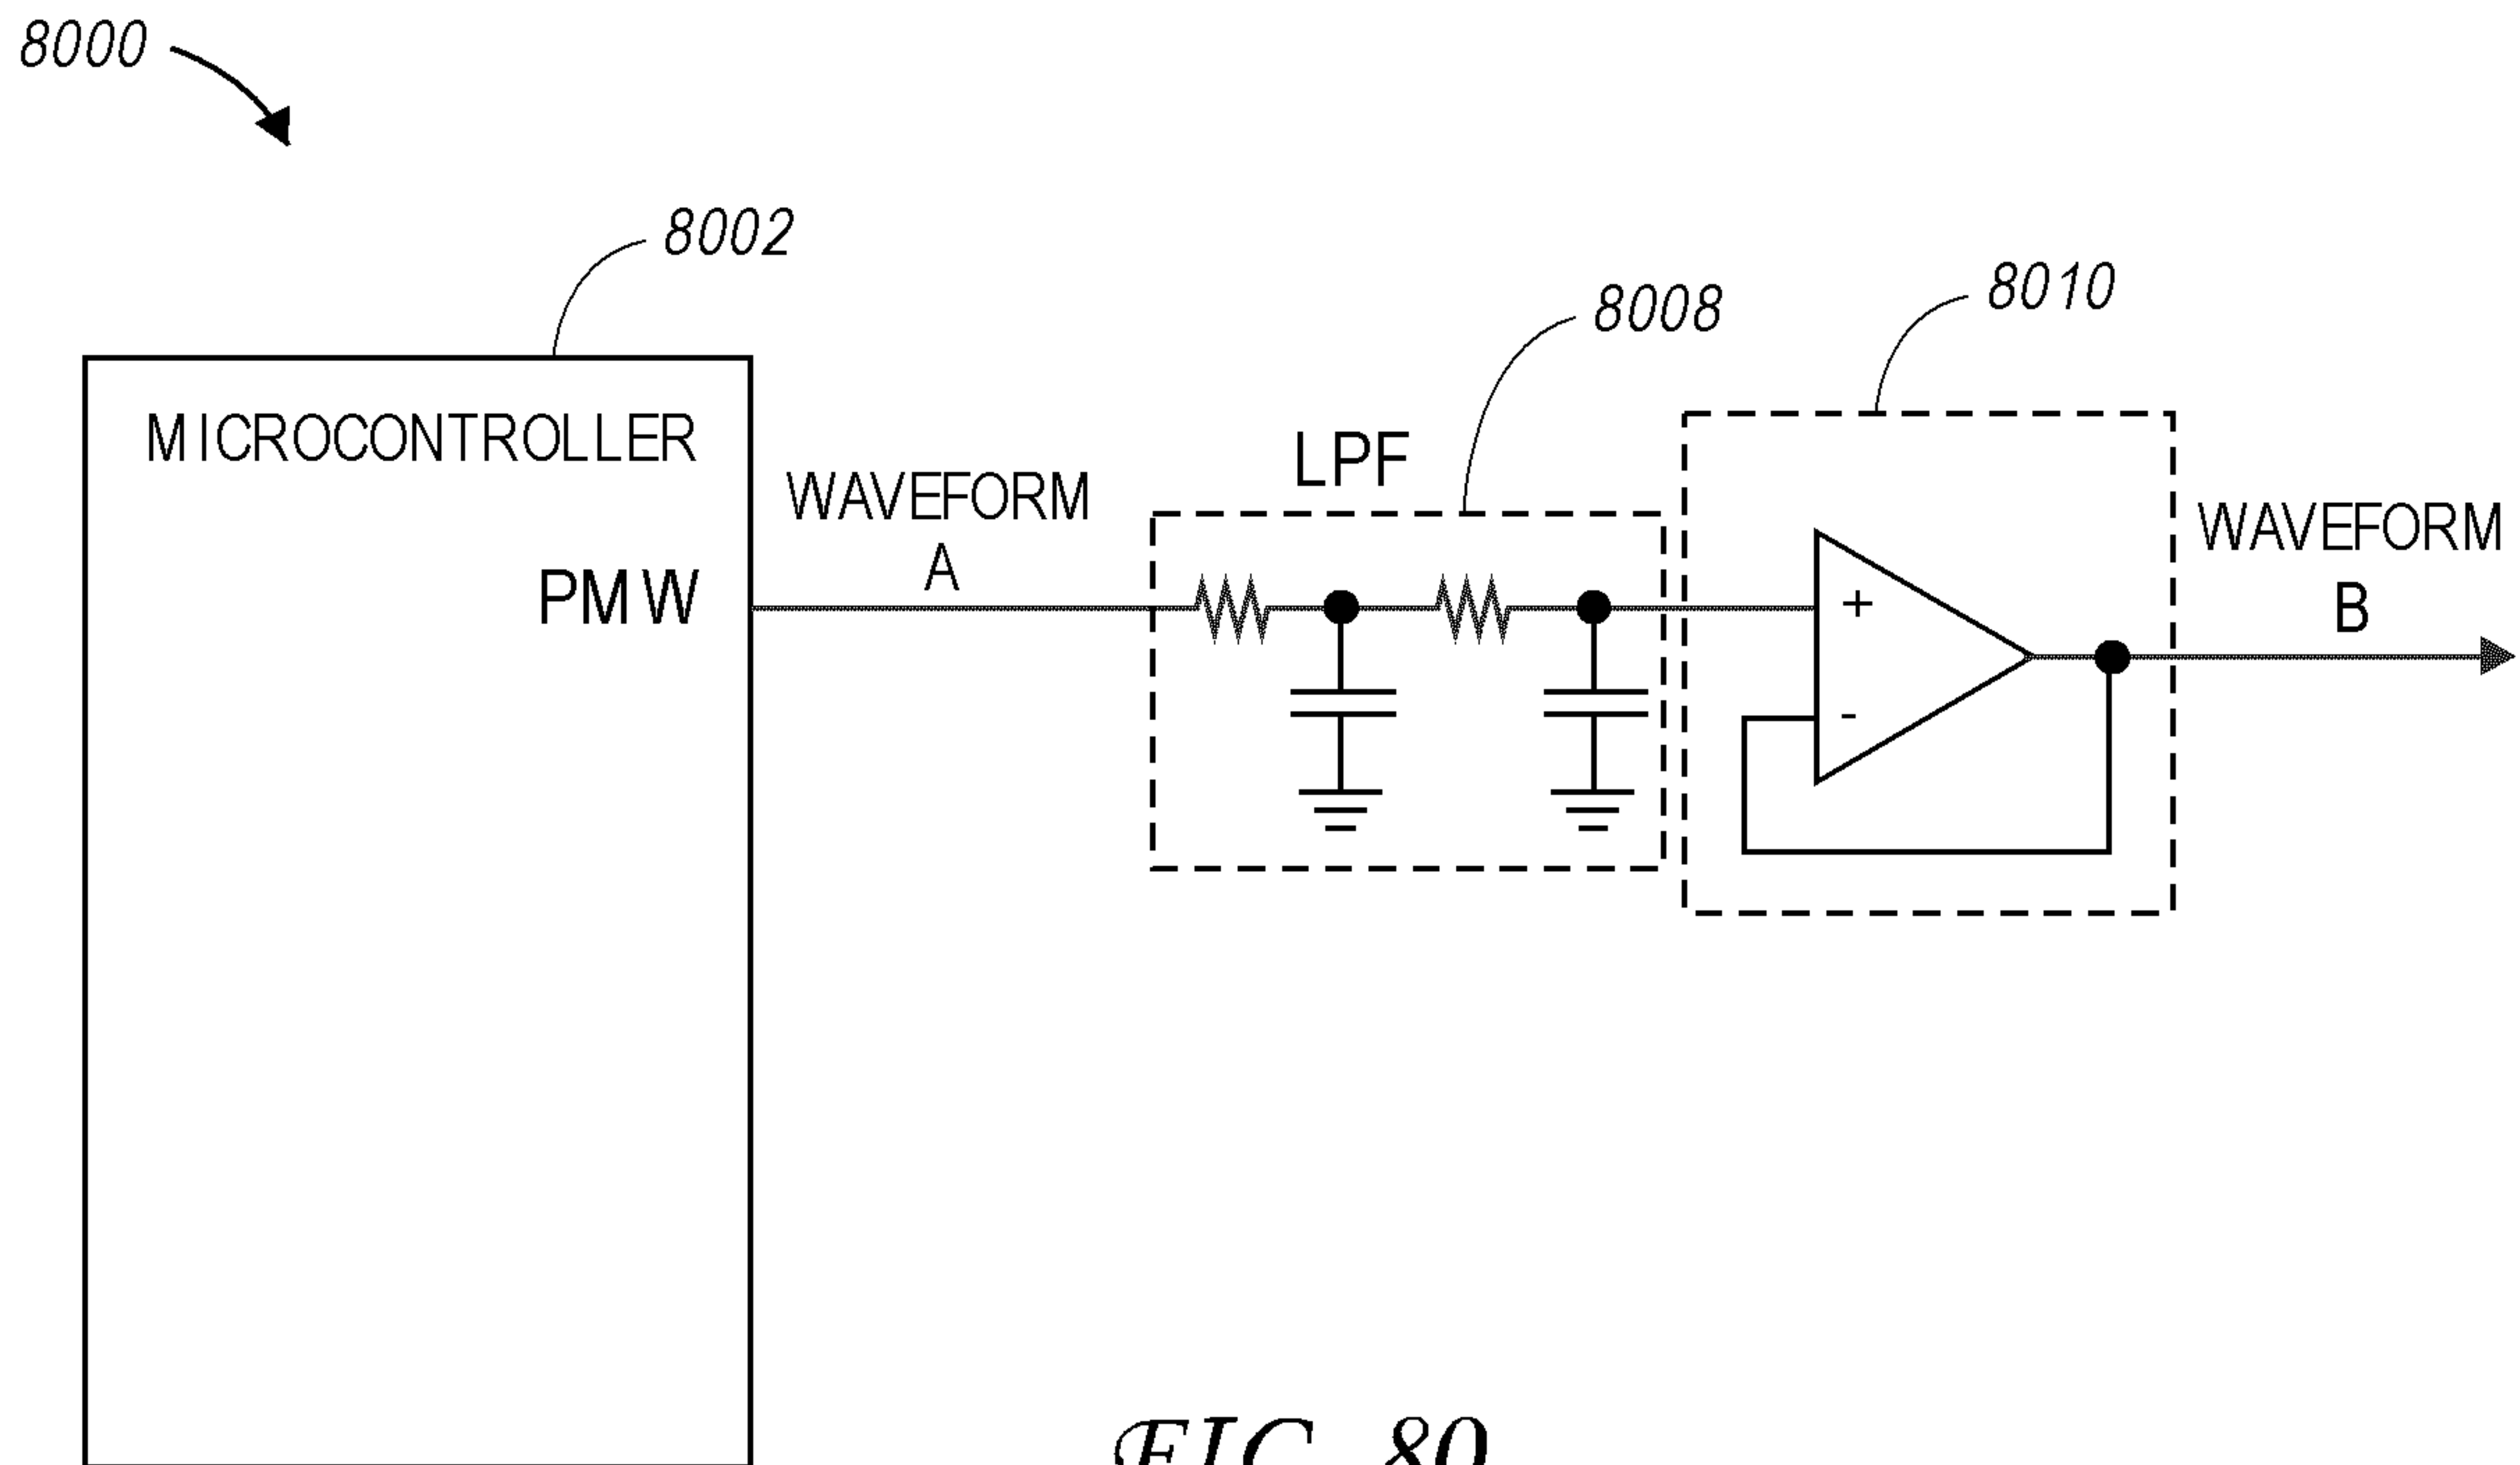 8000
8002
8008
8010
MICROCONTROLLER
PMW
WAVEFORM
A
LPF
+
-
WAVEFORM
B
FIG. 80